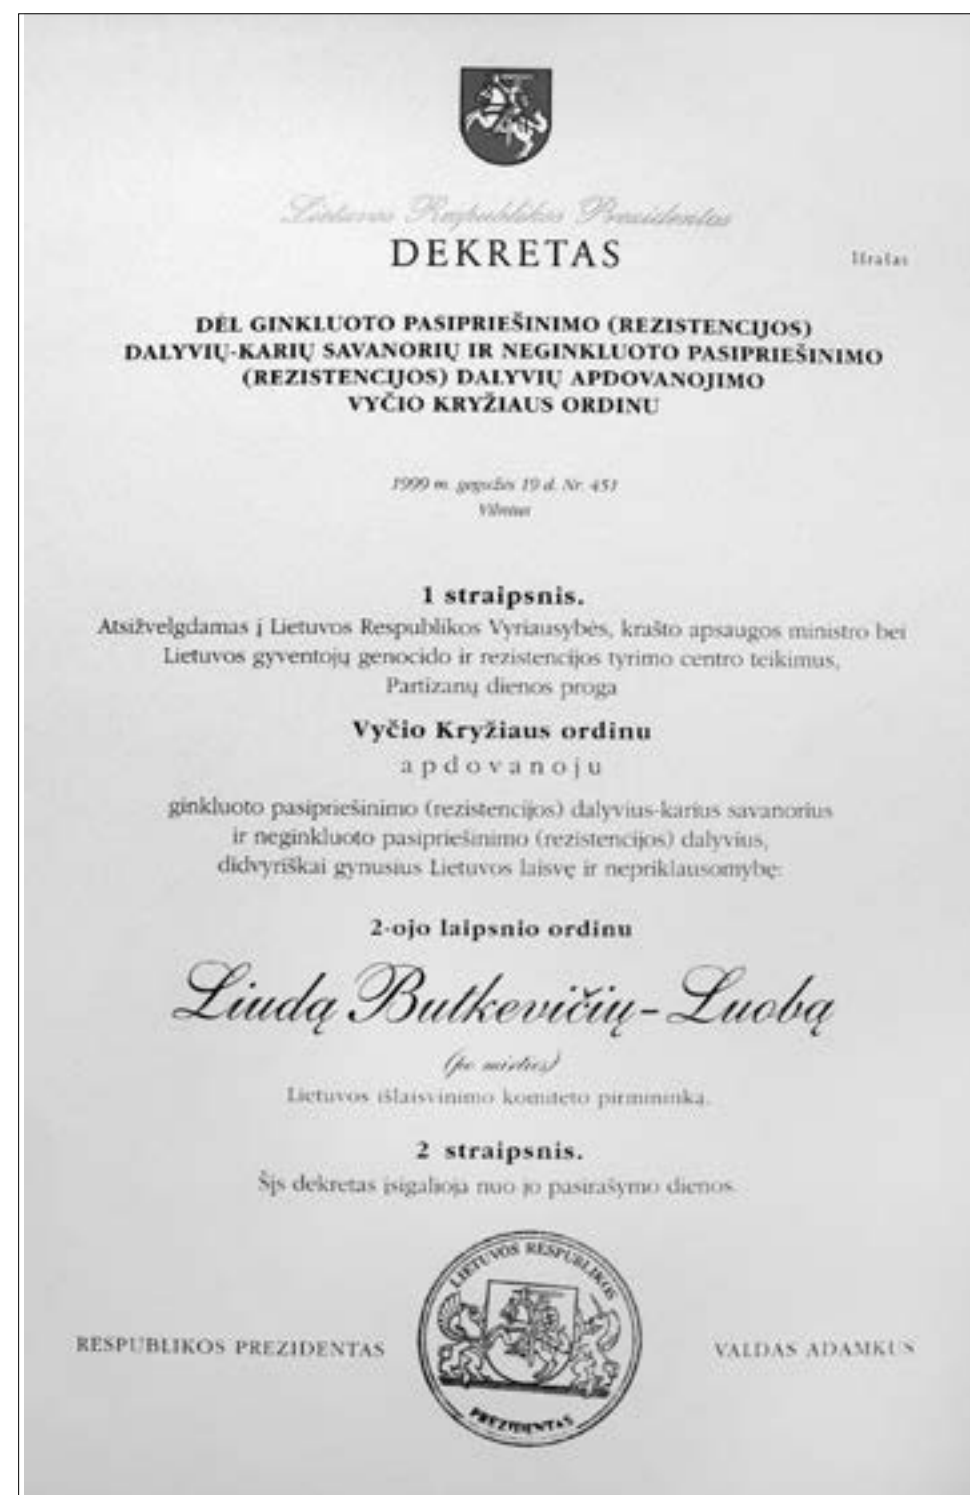 Lietuvos Respublikos Prezidentas
DEKRETAS
Išrašas
DĖL GINKLUOTO PASIPRIEŠINIMO (REZISTENCIJOS)
DALYVIŲ-KARIŲ SAVANORIŲ IR NEGINKLUOTO PASIPRIEŠINIMO
(REZISTENCIJOS) DALYVIŲ APDOVANOJIMO
VYČIO KRYŽIAUS ORDINU
1999 m. gegužės 19 d. Nr. 451
Vilnius
1 straipsnis.
Atsižvelgdamas į Lietuvos Respublikos Vyriausybės, krašto apsaugos ministro bei
Lietuvos gyventojų genocido ir rezistencijos tyrimo centro teikimus,
Partizanų dienos proga
Vyčio Kryžiaus ordinu
apdovanoju
ginkluoto pasipriešinimo (rezistencijos) dalyvius-karius savanorius
ir neginkluoto pasipriešinimo (rezistencijos) dalyvius,
didvyriškai gynusius Lietuvos laisvę ir nepriklausomybę:
2-ojo laipsnio ordinu
Liudą Butkevičių-Luobą
(po mirties)
Lietuvos išlaisvinimo komiteto pirmininką.
2 straipsnis.
Šis dekretas įsigalioja nuo jo pasirašymo dienos.
LIETUVOS RESPUBLIKOS
PREZIDENTAS
RESPUBLIKOS PREZIDENTAS
VALDAS ADAMKUS